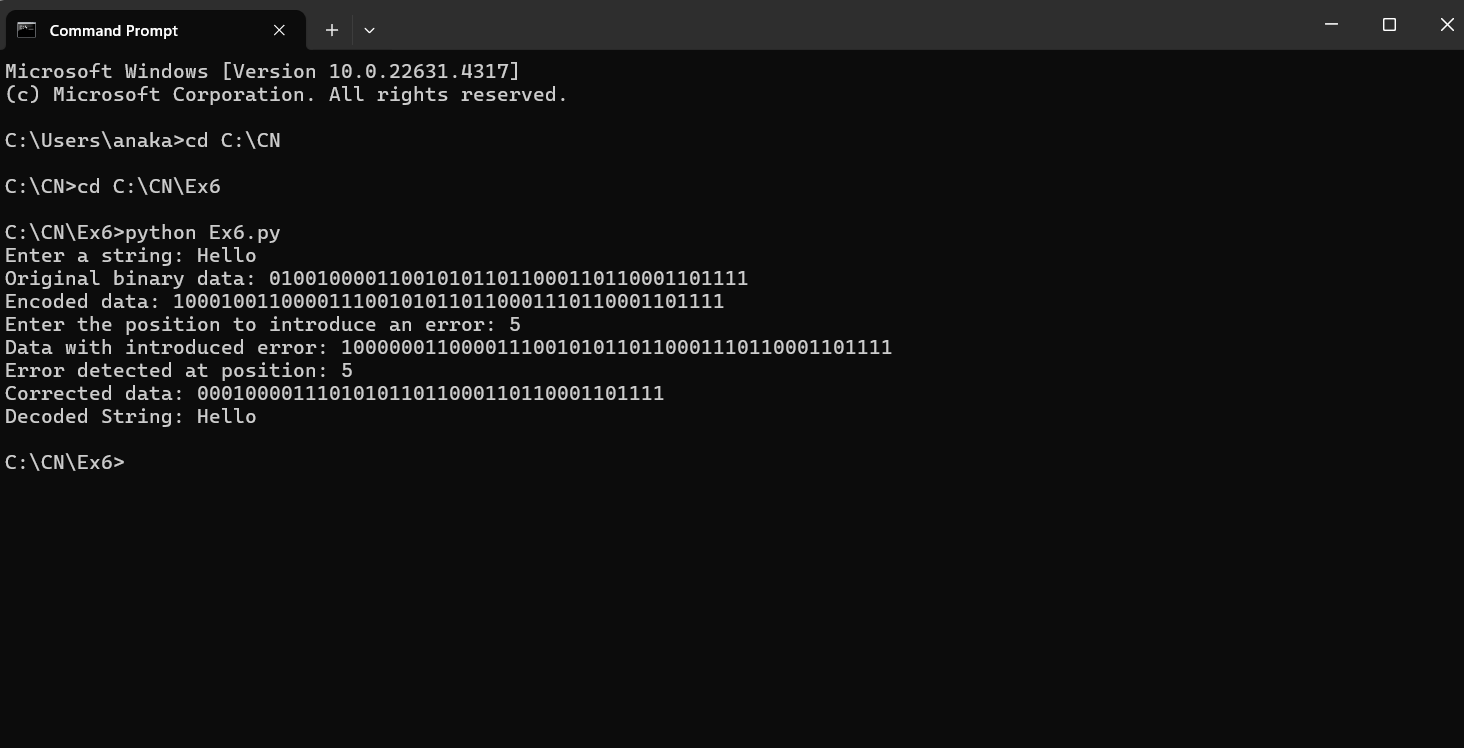 Command Prompt
Microsoft Windows [Version 10.0.22631.4317]
(c) Microsoft Corporation. All rights reserved.
C:\Users\anaka>cd C:\CN
C:\CN>cd C:\CN\Ex6
C:\CN\Ex6>python Ex6.py
Enter a string: Hello
Original binary data: 0100100001100101011011000110110001101111
Encoded data: 1000100110000111001010110110001110110001101111
Enter the position to introduce an error: 5
Data with introduced error: 1000000110000111001010110110001110110001101111
Error detected at position: 5
Corrected data: 000100001110101011011000110110001101111
Decoded String: Hello
C:\CN\Ex6>